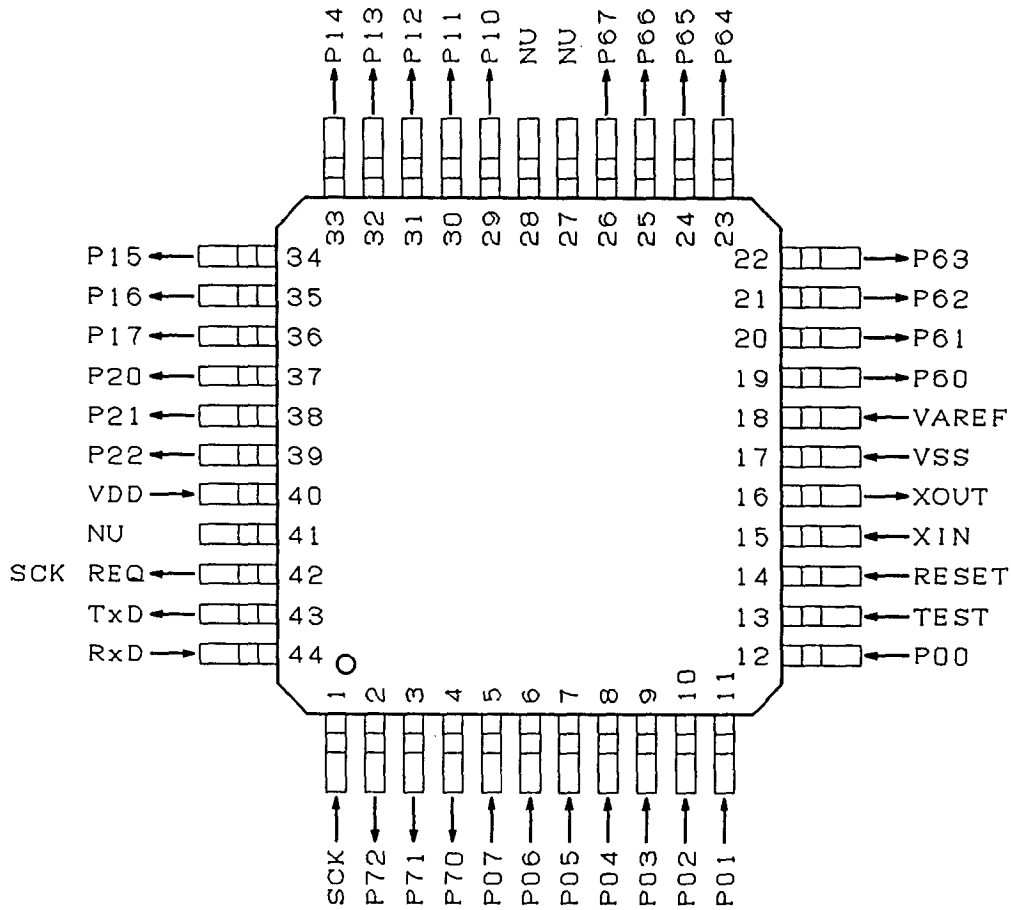 P14 P13 P12 P11 P10 NU NU P67 P66 P65 P64
33 32 31 30 29 28 27 26 25 24 23
P15 34 22 P63
P16 35 21 P62
P17 36 20 P61
P20 37 19 P60
P21 38 18 VAREF
P22 39 17 VSS
VDD 40 16 XOUT
NU 41 15 XIN
SCK REQ 42 14 RESET
TxD 43 13 TEST
RxD 44 12 P00
1 2 3 4 5 6 7 8 9 10 11
SCK P72 P71 P70 P07 P06 P05 P04 P03 P02 P01